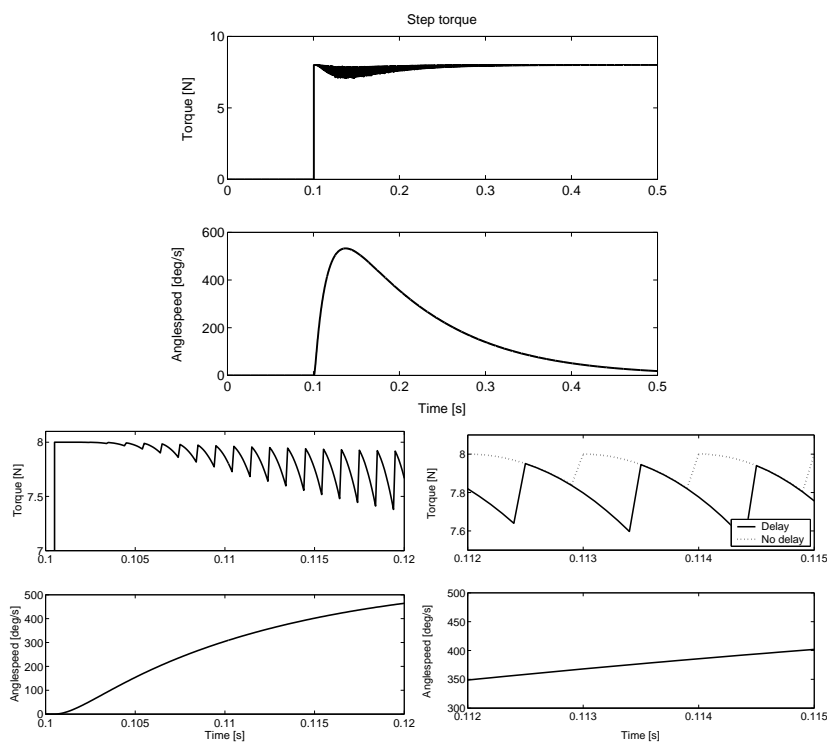 Step torque
10
5
0
Torque [N]
0 0.1 0.2 0.3 0.4 0.5
600
400
200
0
Anglespeed [deg/s]
0 0.1 0.2 0.3 0.4 0.5
Time [s]
8
7.5
7
Torque [N]
0.1 0.105 0.11 0.115 0.12
8
7.8
7.6
Torque [N]
Delay
No delay
0.112 0.113 0.114 0.115
500
400
300
200
100
0
Anglespeed [deg/s]
0.1 0.105 0.11 0.115 0.12
Time [s]
500
450
400
350
300
Anglespeed [deg/s]
0.112 0.113 0.114 0.115
Time [s]